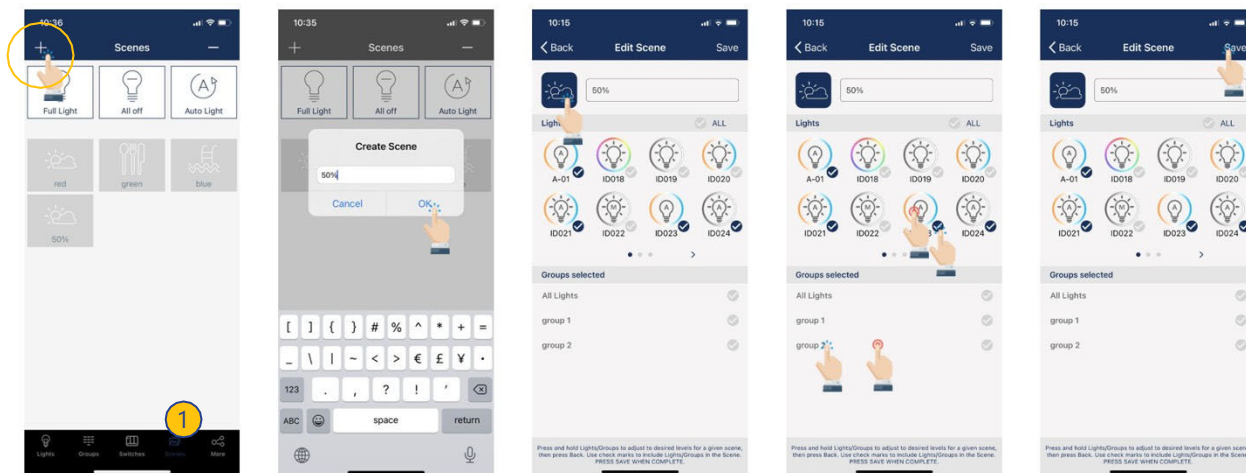 10:36
Scenes
Full Light
All off
Auto Light
red
green
blue
50%
1
Lights
Groups
Switches
Scenes
More
10:35
Scenes
Full Light
All off
Auto Light
Create Scene
50%
Cancel
OK
[ ] { } # % ^ * + =
_ \ | ~ < > € £ ¥ •
123 . , ? ! '
ABC
space
return
10:15
Back
Edit Scene
Save
50%
Lights
ALL
A-01
ID018
ID019
ID020
ID021
ID022
ID023
ID024
Groups selected
All Lights
group 1
group 2
Press and hold Lights/Groups to adjust to desired levels for a given scene,
then press Back. Use check marks to include Lights/Groups in the Scene.
PRESS SAVE WHEN COMPLETE.
10:15
Back
Edit Scene
Save
50%
Lights
ALL
A-01
ID018
ID019
ID020
ID021
ID022
ID024
Groups selected
All Lights
group 1
group 2
Press and hold Lights/Groups to adjust to desired levels for a given scene,
then press Back. Use check marks to include Lights/Groups in the Scene.
PRESS SAVE WHEN COMPLETE.
10:15
Back
Edit Scene
Save
50%
Lights
ALL
A-01
ID018
ID019
ID020
ID021
ID022
ID023
ID024
Groups selected
All Lights
group 1
group 2
Press and hold Lights/Groups to adjust to desired levels for a given scene,
then press Back. Use check marks to include Lights/Groups in the Scene.
PRESS SAVE WHEN COMPLETE.